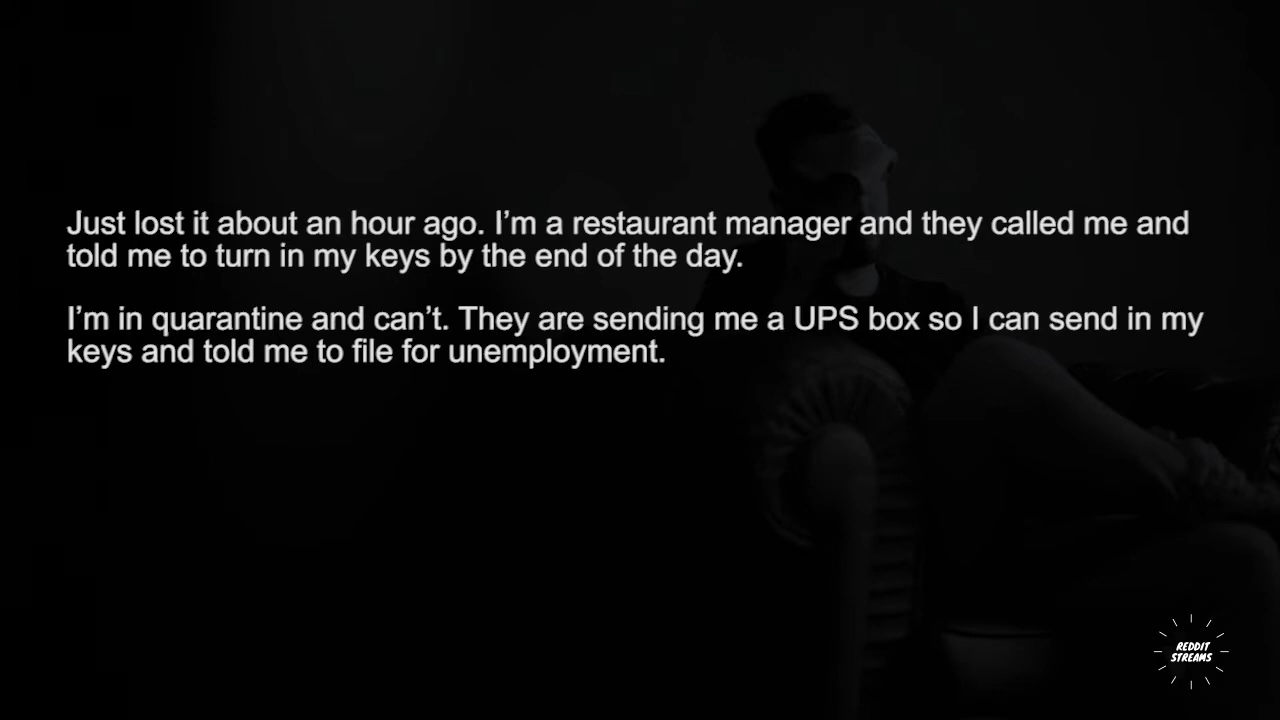 Just lost it about an hour ago. I’m a restaurant manager and they called me and
told me to turn in my keys by the end of the day.
I’m in quarantine and can’t. They are sending me a UPS box so I can send in my
keys and told me to file for unemployment.
REDDIT
STREAMS